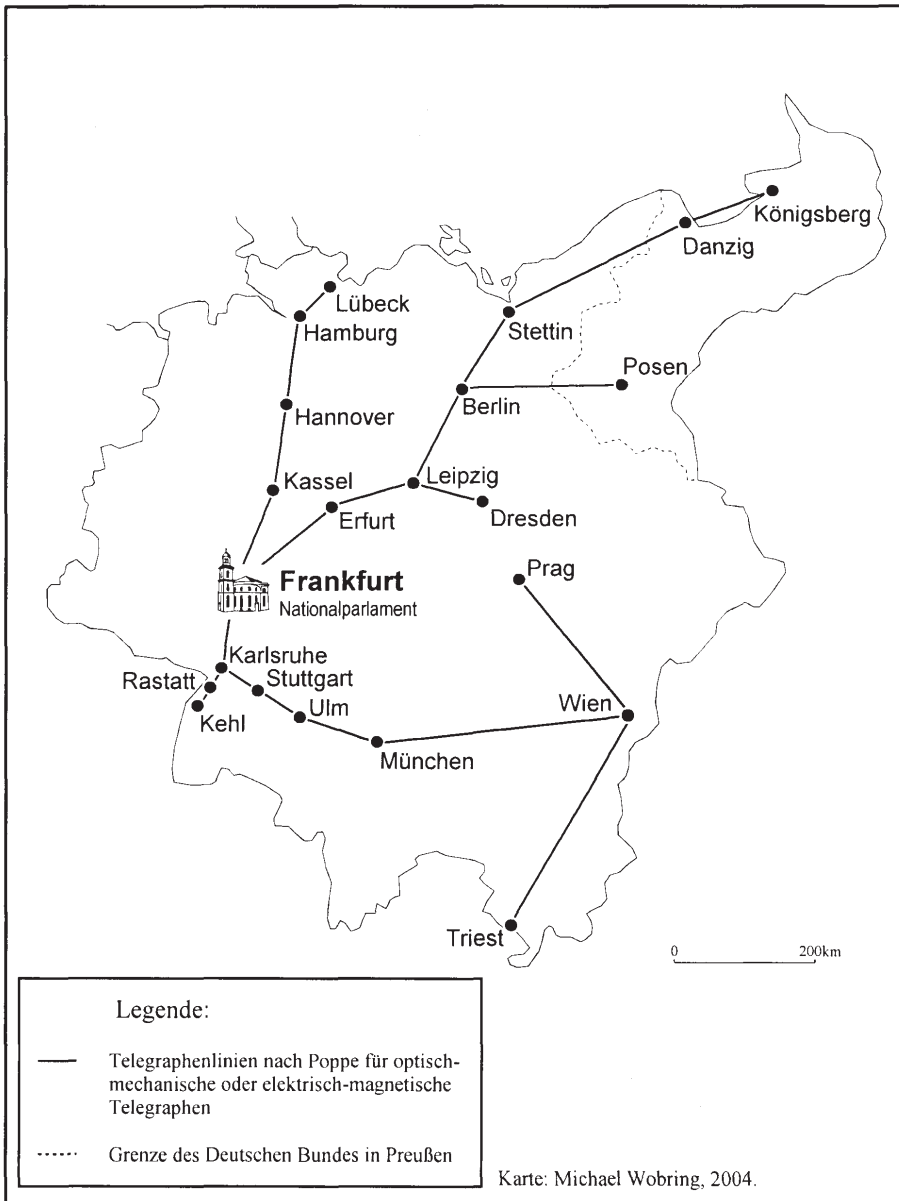 Königsberg
Danzig
Lübeck
Hamburg
Stettin
Posen
Berlin
Hannover
Kassel
Leipzig
Erfurt
Dresden
Prag
Frankfurt
Nationalparlament
Karlsruhe
Rastatt
Stuttgart
Kehl
Ulm
Wien
München
Triest
0 200km
Legende:
Telegraphenlinien nach Poppe für optisch-
mechanische oder elektrisch-magnetische
Telegraphen
Grenze des Deutschen Bundes in Preußen
Karte: Michael Wobring, 2004.